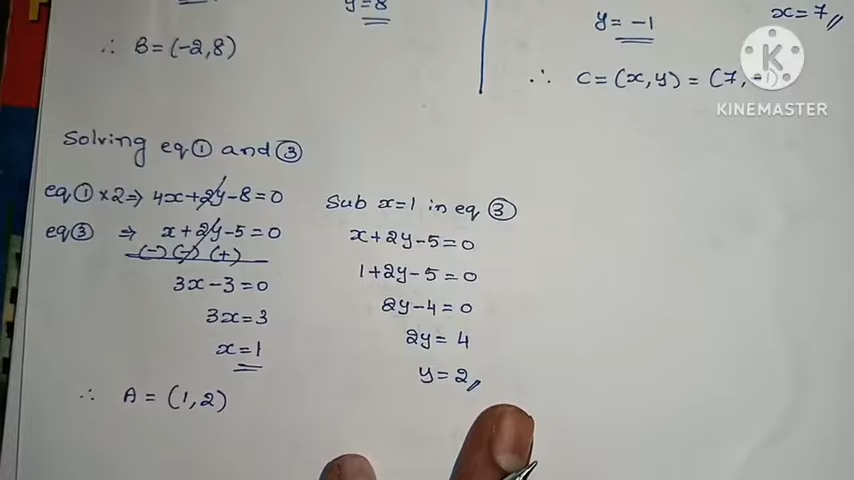 y=8
∴ B=(-2,8)
y= -1
x=7
∴ C=(x,y) = (7,-1)
KINEMASTER
Solving eq① and ③
eq①×2⇒ 4x+2y-8=0
eq③ ⇒ x+2y-5=0
(-) (-) (+)
3x-3=0
3x=3
x=1
∴ A = (1,2)
Sub x=1 in eq ③
x+2y-5=0
1+2y-5=0
2y-4=0
2y=4
y=2